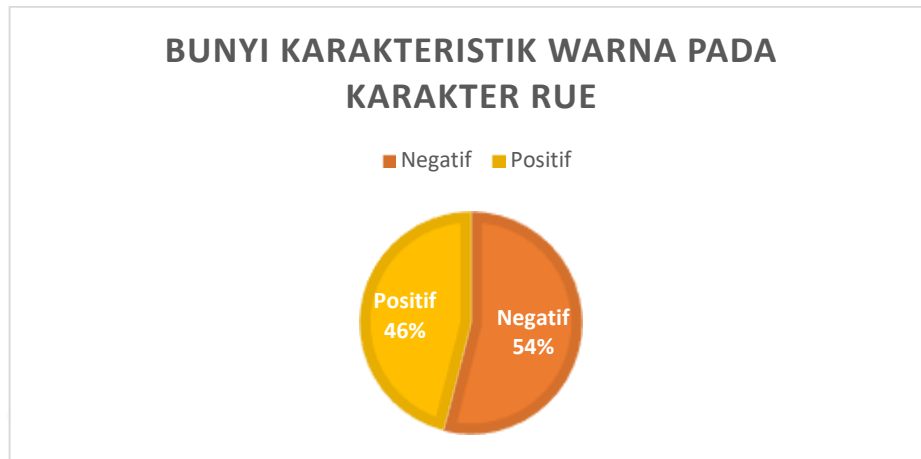 BUNYI KARAKTERISTIK WARNA PADA
KARAKTER RUE
Negatif Positif
Positif
46%
Negatif
54%